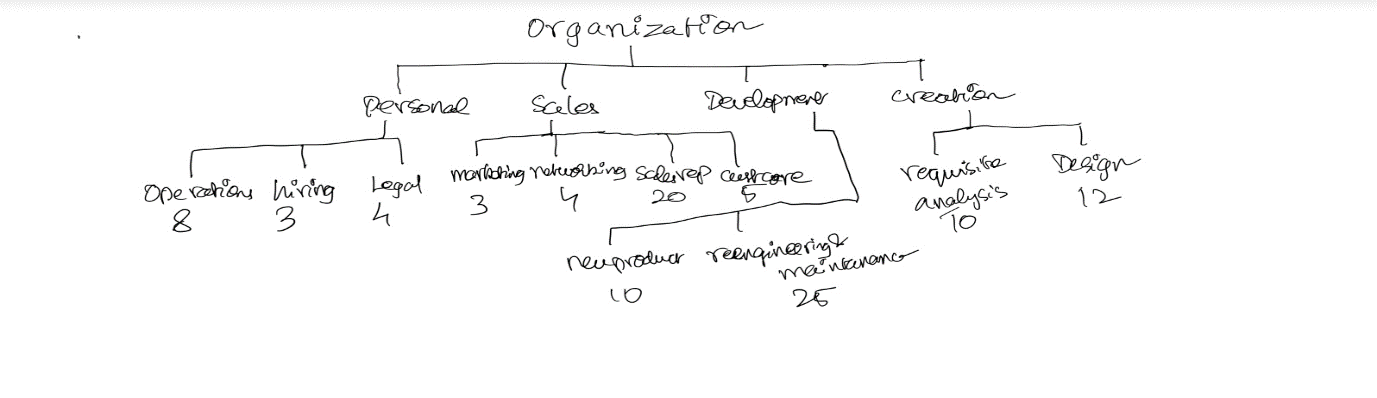 Organization
Personal Sales Development creation
Operations hiring Legal marketing networking salesrep custcare requisite Design
8 3 4 3 4 20 5 analysis 12
10
newproduct reengineering &
maintenance
10 25